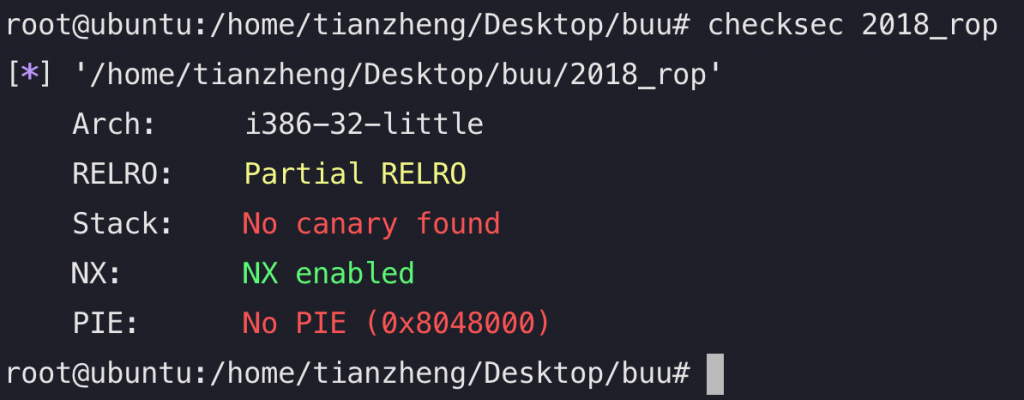 root@ubuntu:/home/tianzheng/Desktop/buu# checksec 2018_rop
[*] '/home/tianzheng/Desktop/buu/2018_rop'
    Arch:     i386-32-little
    RELRO:    Partial RELRO
    Stack:    No canary found
    NX:       NX enabled
    PIE:      No PIE (0x8048000)
root@ubuntu:/home/tianzheng/Desktop/buu#